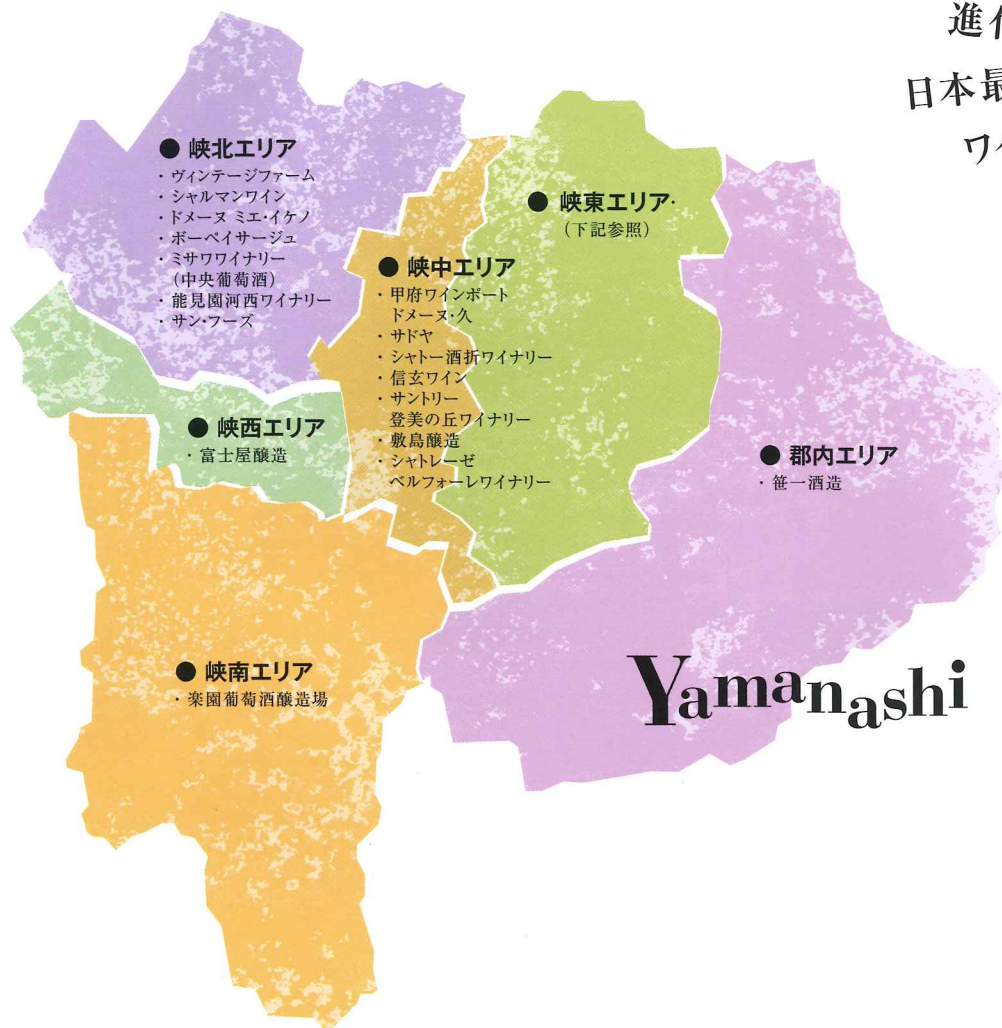 進化
日本最
ワイ
● 峡北エリア
・ヴィンテージファーム
・シャルマンワイン
・ドメーヌ ミエ・イケノ
・ボーペイサージュ
・ミサワワイナリー
(中央葡萄酒)
・能見園河西ワイナリー
・サン・フーズ
● 峡東エリア・
(下記参照)
● 峡中エリア
・甲府ワインポート
ドメーヌ・久
・サドヤ
・シャトー酒折ワイナリー
・信玄ワイン
・サントリー
登美の丘ワイナリー
・敷島醸造
・シャトレーゼ
ベルフォーレワイナリー
● 峡西エリア
・富士屋醸造
● 郡内エリア
・笹一酒造
● 峡南エリア
・楽園葡萄酒醸造場
Yamanashi